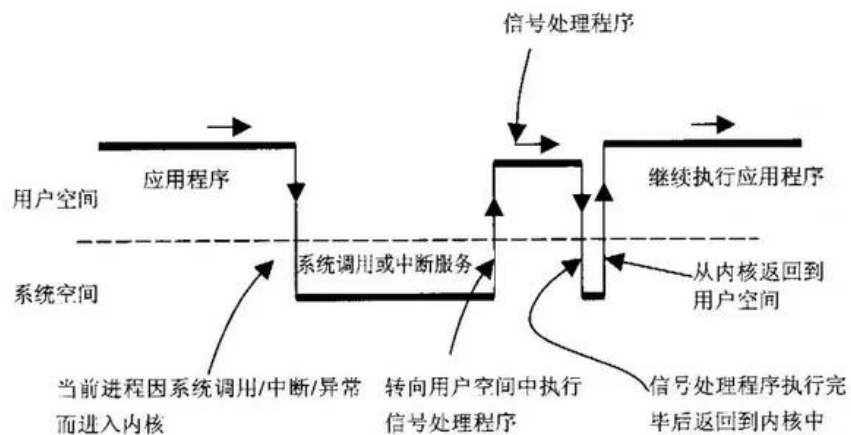 信号处理程序
应用程序
继续执行应用程序
用户空间
系统调用或中断服务
系统空间
从内核返回到
用户空间
当前进程因系统调用/中断/异常
而进入内核
转向用户空间中执行
信号处理程序
信号处理程序执行完
毕后返回到内核中